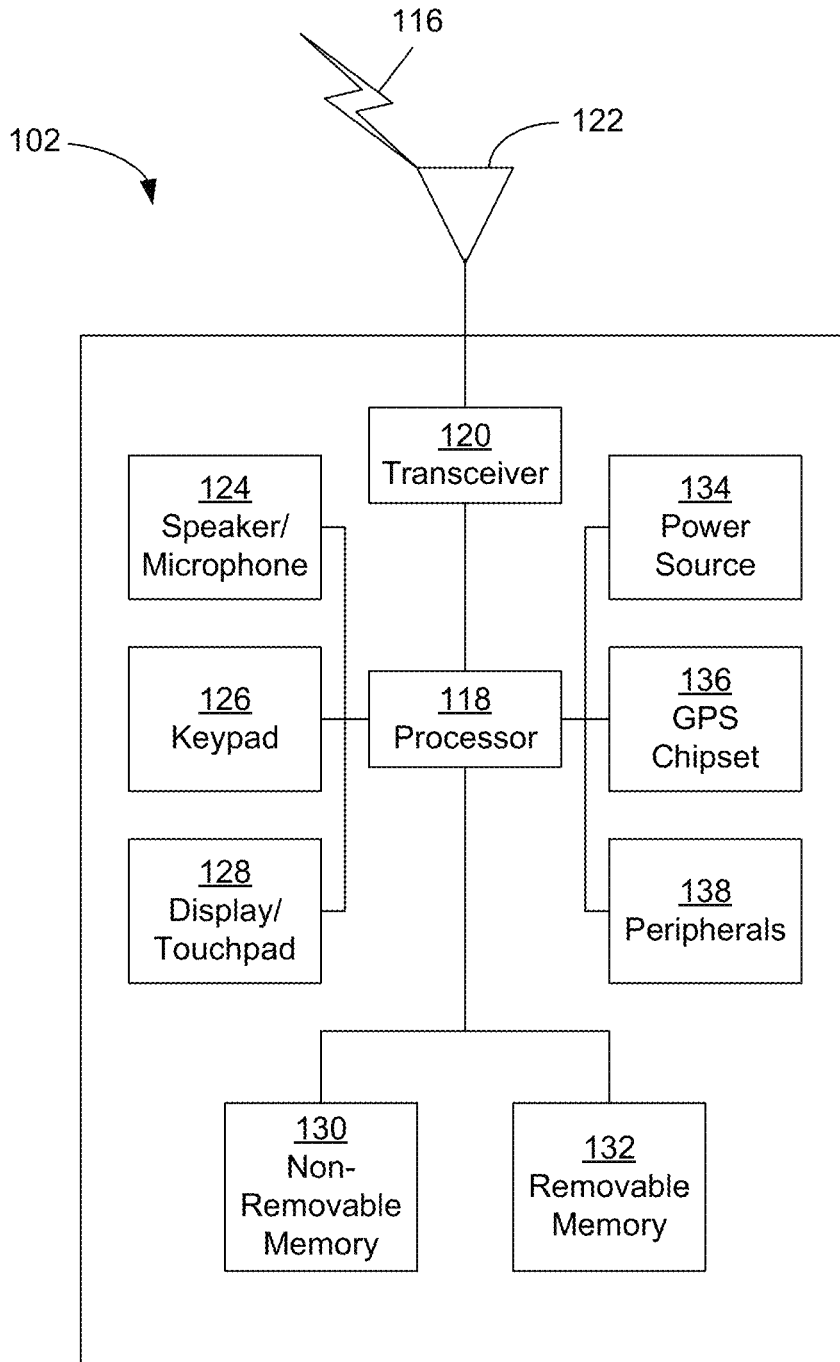 116
122
102
120
Transceiver
124
Speaker/
Microphone
134
Power
Source
126
Keypad
118
Processor
136
GPS
Chipset
128
Display/
Touchpad
138
Peripherals
130
Non-
Removable
Memory
132
Removable
Memory